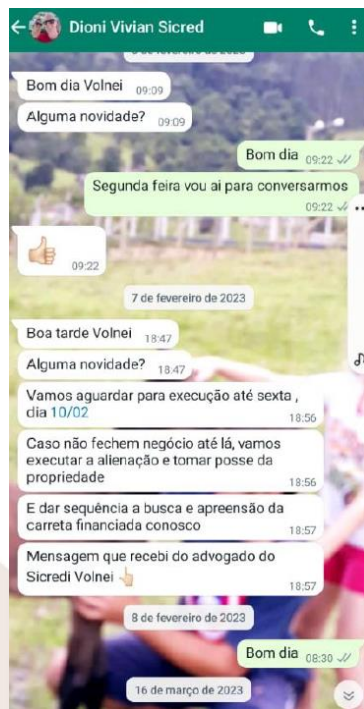 Dioni Vivian Sicred
Bom dia Volnei 09:09
Alguma novidade? 09:09
Bom dia 09:22
Segunda feira vou ai para conversarmos
09:22
09:22
7 de fevereiro de 2023
Boa tarde Volnei 18:47
Alguma novidade? 18:47
Vamos aguardar para execução até sexta ,
dia 10/02
18:56
Caso não fechem negócio até lá, vamos
executar a alienação e tomar posse da
propriedade
18:56
E dar sequência a busca e apreensão da
carreta financiada conosco
18:57
Mensagem que recebi do advogado do
Sicredi Volnei
18:57
8 de fevereiro de 2023
Bom dia 08:30
16 de março de 2023